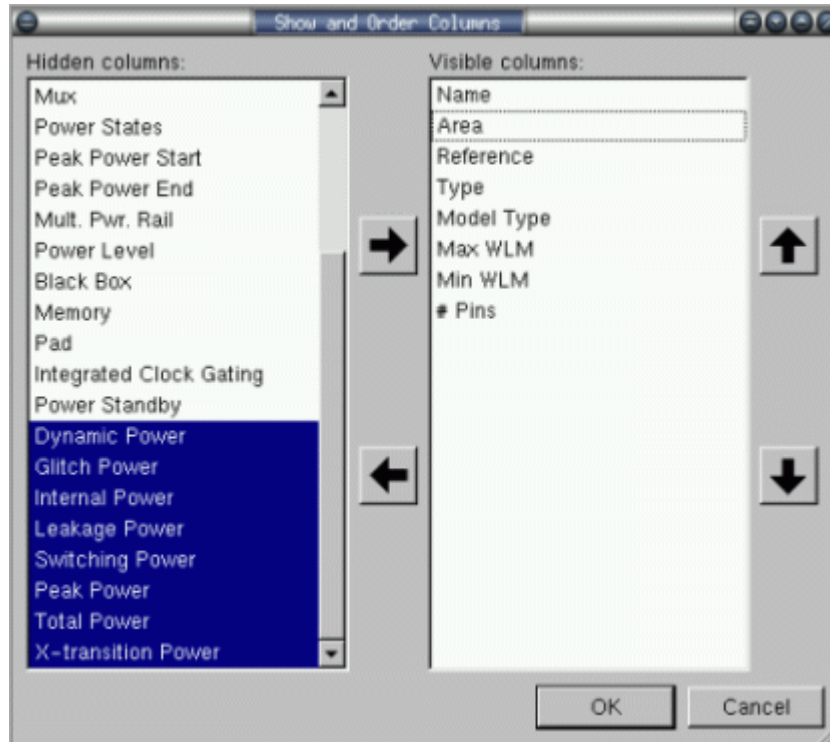 Show and Order Columns
Hidden columns:
Mux
Power States
Peak Power Start
Peak Power End
Mult. Pwr. Rail
Power Level
Black Box
Memory
Pad
Integrated Clock Gating
Power Standby
Dynamic Power
Glitch Power
Internal Power
Leakage Power
Switching Power
Peak Power
Total Power
X-transition Power
Visible columns:
Name
Area
Reference
Type
Model Type
Max WLM
Min WLM
# Pins
OK
Cancel